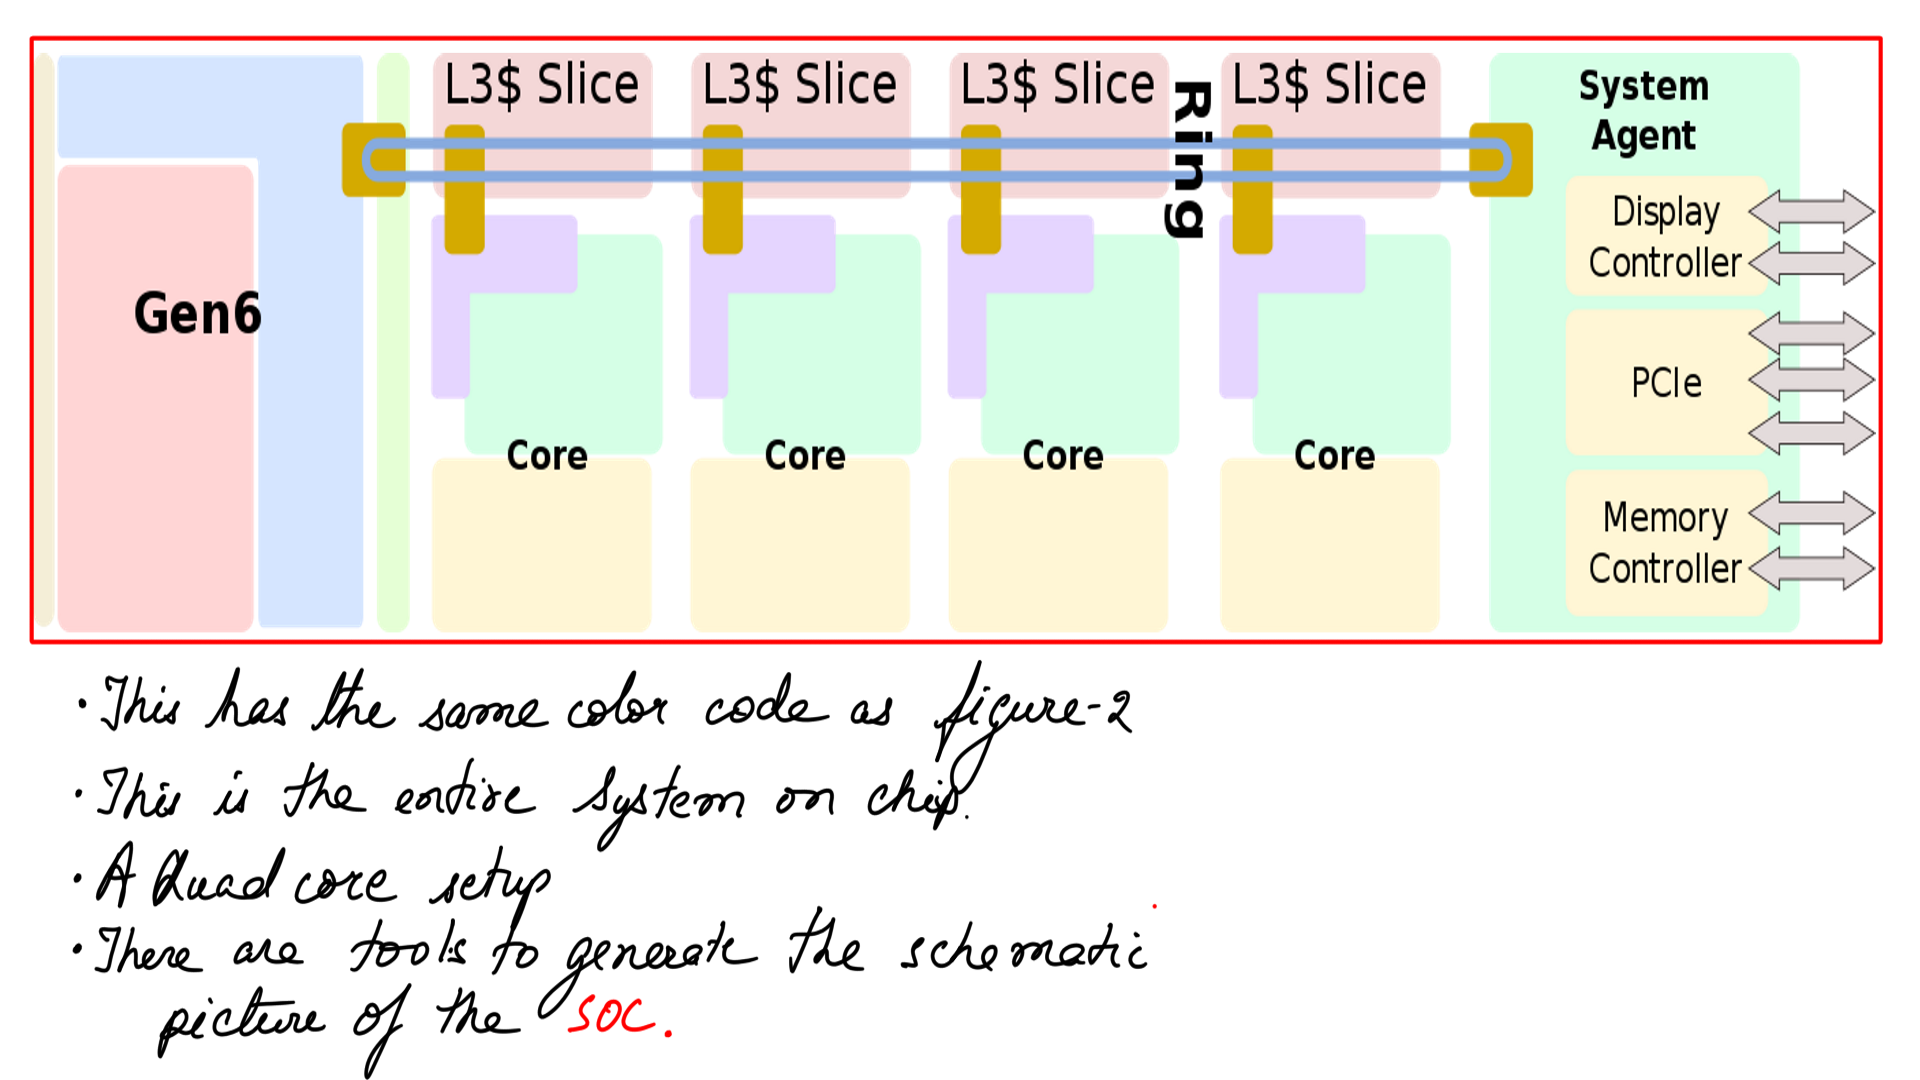 L3$ Slice L3$ Slice L3$ Slice L3$ Slice
Ring
System
Agent
Display
Controller
PCIe
Memory
Controller
Gen6
Core Core Core Core
• This has the same color code as figure-2
• This is the entire system on chip.
• A Quad core setup
• There are tools to generate the schematic
picture of the SOC.